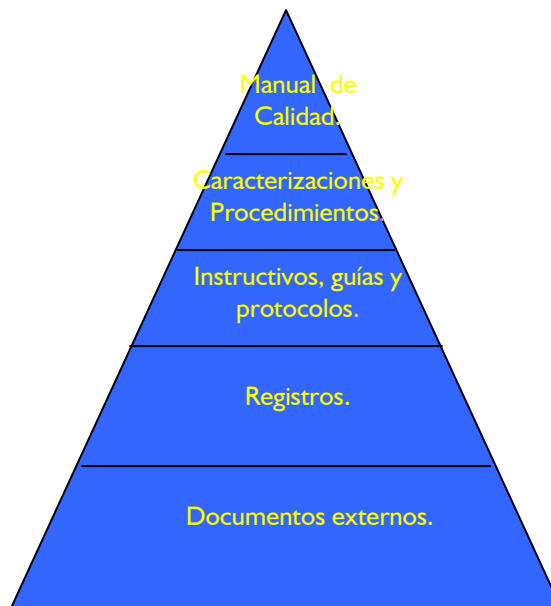 Manual de
Calidad.
Caracterizaciones y
Procedimientos.
Instructivos, guías y
protocolos.
Registros.
Documentos externos.